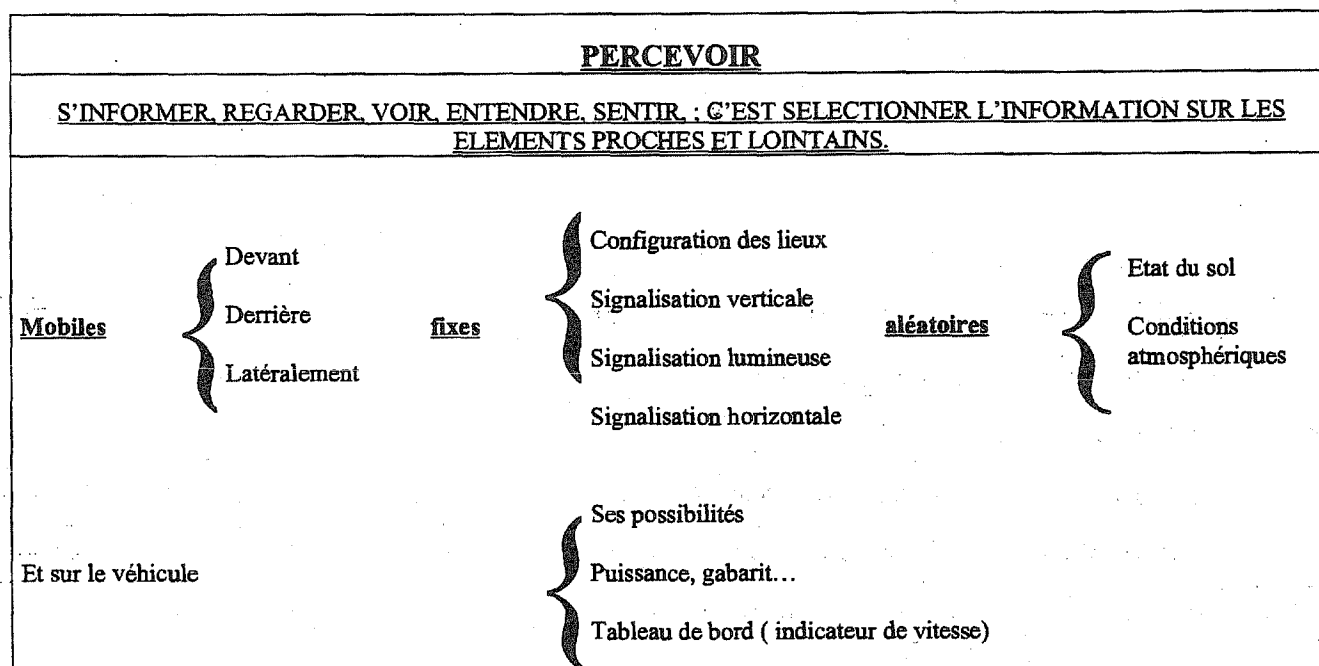 PERCEVOIR
S'INFORMER, REGARDER, VOIR, ENTENDRE, SENTIR, : C'EST SELECTIONNER L'INFORMATION SUR LES
ELEMENTS PROCHES ET LOINTAINS.
Mobiles
Devant
Derrière
Latéralement
fixes
Configuration des lieux
Signalisation verticale
Signalisation lumineuse
Signalisation horizontale
aléatoires
Etat du sol
Conditions
atmosphériques
Et sur le véhicule
Ses possibilités
Puissance, gabarit...
Tableau de bord ( indicateur de vitesse)